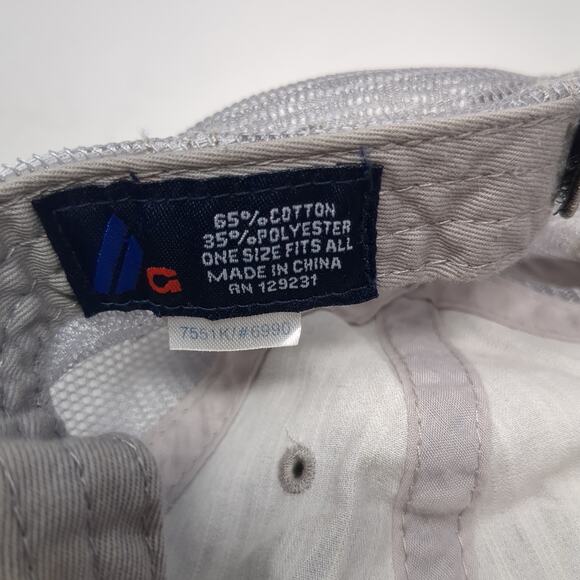 65% COTTON
35% POLYESTER
ONE SIZE FITS ALL
MADE IN CHINA
RN 129231
7551K/#6990